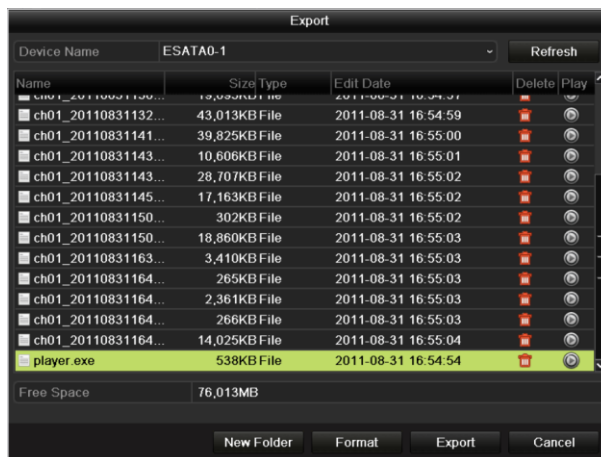 Export
Device Name ESATA0-1 Refresh
Name Size Type Edit Date Delete Play
ch01_20110831132... 43,013KB File 2011-08-31 16:54:59
ch01_20110831141... 39,825KB File 2011-08-31 16:55:00
ch01_20110831143... 10,606KB File 2011-08-31 16:55:01
ch01_20110831143... 28,707KB File 2011-08-31 16:55:02
ch01_20110831145... 17,163KB File 2011-08-31 16:55:02
ch01_20110831150... 302KB File 2011-08-31 16:55:02
ch01_20110831150... 18,860KB File 2011-08-31 16:55:03
ch01_20110831163... 3,410KB File 2011-08-31 16:55:03
ch01_20110831164... 265KB File 2011-08-31 16:55:03
ch01_20110831164... 2,361KB File 2011-08-31 16:55:03
ch01_20110831164... 266KB File 2011-08-31 16:55:03
ch01_20110831164... 14,025KB File 2011-08-31 16:55:04
player.exe 538KB File 2011-08-31 16:54:54
Free Space 76,013MB
New Folder Format Export Cancel